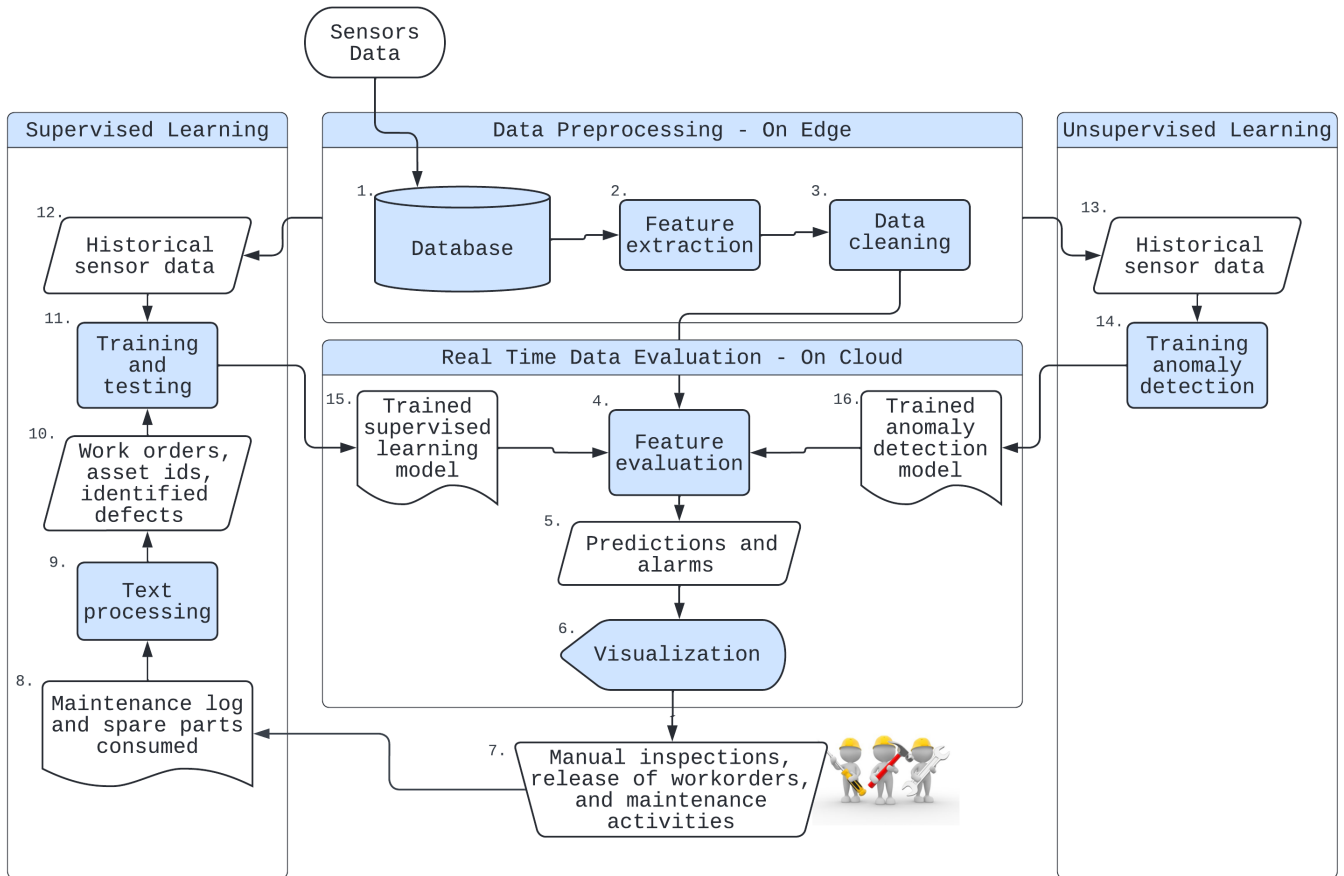 Sensors
Data
Supervised Learning
Data Preprocessing - On Edge
Unsupervised Learning
1.
Database
2.
Feature
extraction
3.
Data
cleaning
12.
Historical
sensor data
13.
Historical
sensor data
11.
Training
and
testing
14.
Training
anomaly
detection
Real Time Data Evaluation - On Cloud
15.
Trained
supervised
learning
model
4.
Feature
evaluation
16.
Trained
anomaly
detection
model
10.
Work orders,
asset ids,
identified
defects
5.
Predictions and
alarms
9.
Text
processing
6.
Visualization
8.
Maintenance log
and spare parts
consumed
7.
Manual inspections,
release of workorders,
and maintenance
activities